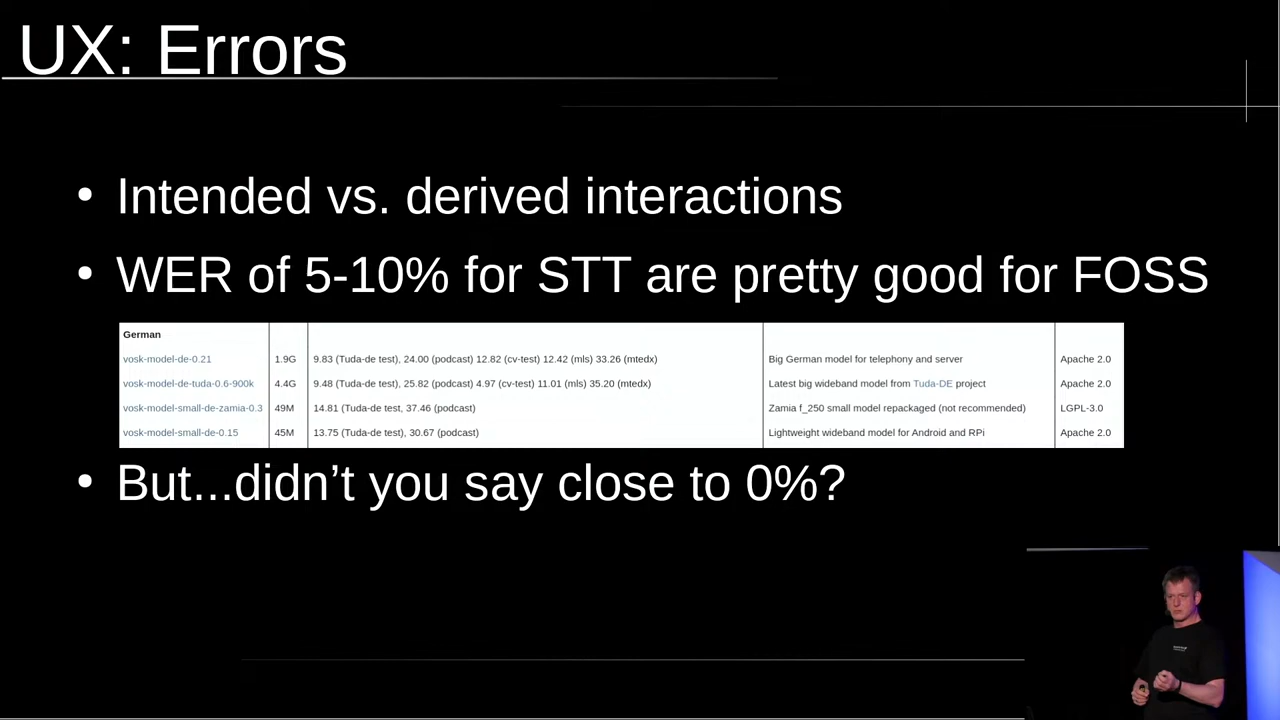 UX: Errors
• Intended vs. derived interactions
• WER of 5-10% for STT are pretty good for FOSS
German
vosk-model-de-0.21 1.9G 9.83 (Tuda-de test), 24.00 (podcast) 12.82 (cv-test) 12.42 (mls) 33.26 (mtedx) Big German model for telephony and server Apache 2.0
vosk-model-de-tuda-0.6-900k 4.4G 9.48 (Tuda-de test), 25.82 (podcast) 4.97 (cv-test) 11.01 (mls) 35.20 (mtedx) Latest big wideband model from Tuda-DE project Apache 2.0
vosk-model-small-de-zamia-0.3 49M 14.81 (Tuda-de test, 37.46 (podcast) Zamia f_250 small model repackaged (not recommended) LGPL-3.0
vosk-model-small-de-0.15 45M 13.75 (Tuda-de test), 30.67 (podcast) Lightweight wideband model for Android and RPi Apache 2.0
• But...didn’t you say close to 0%?